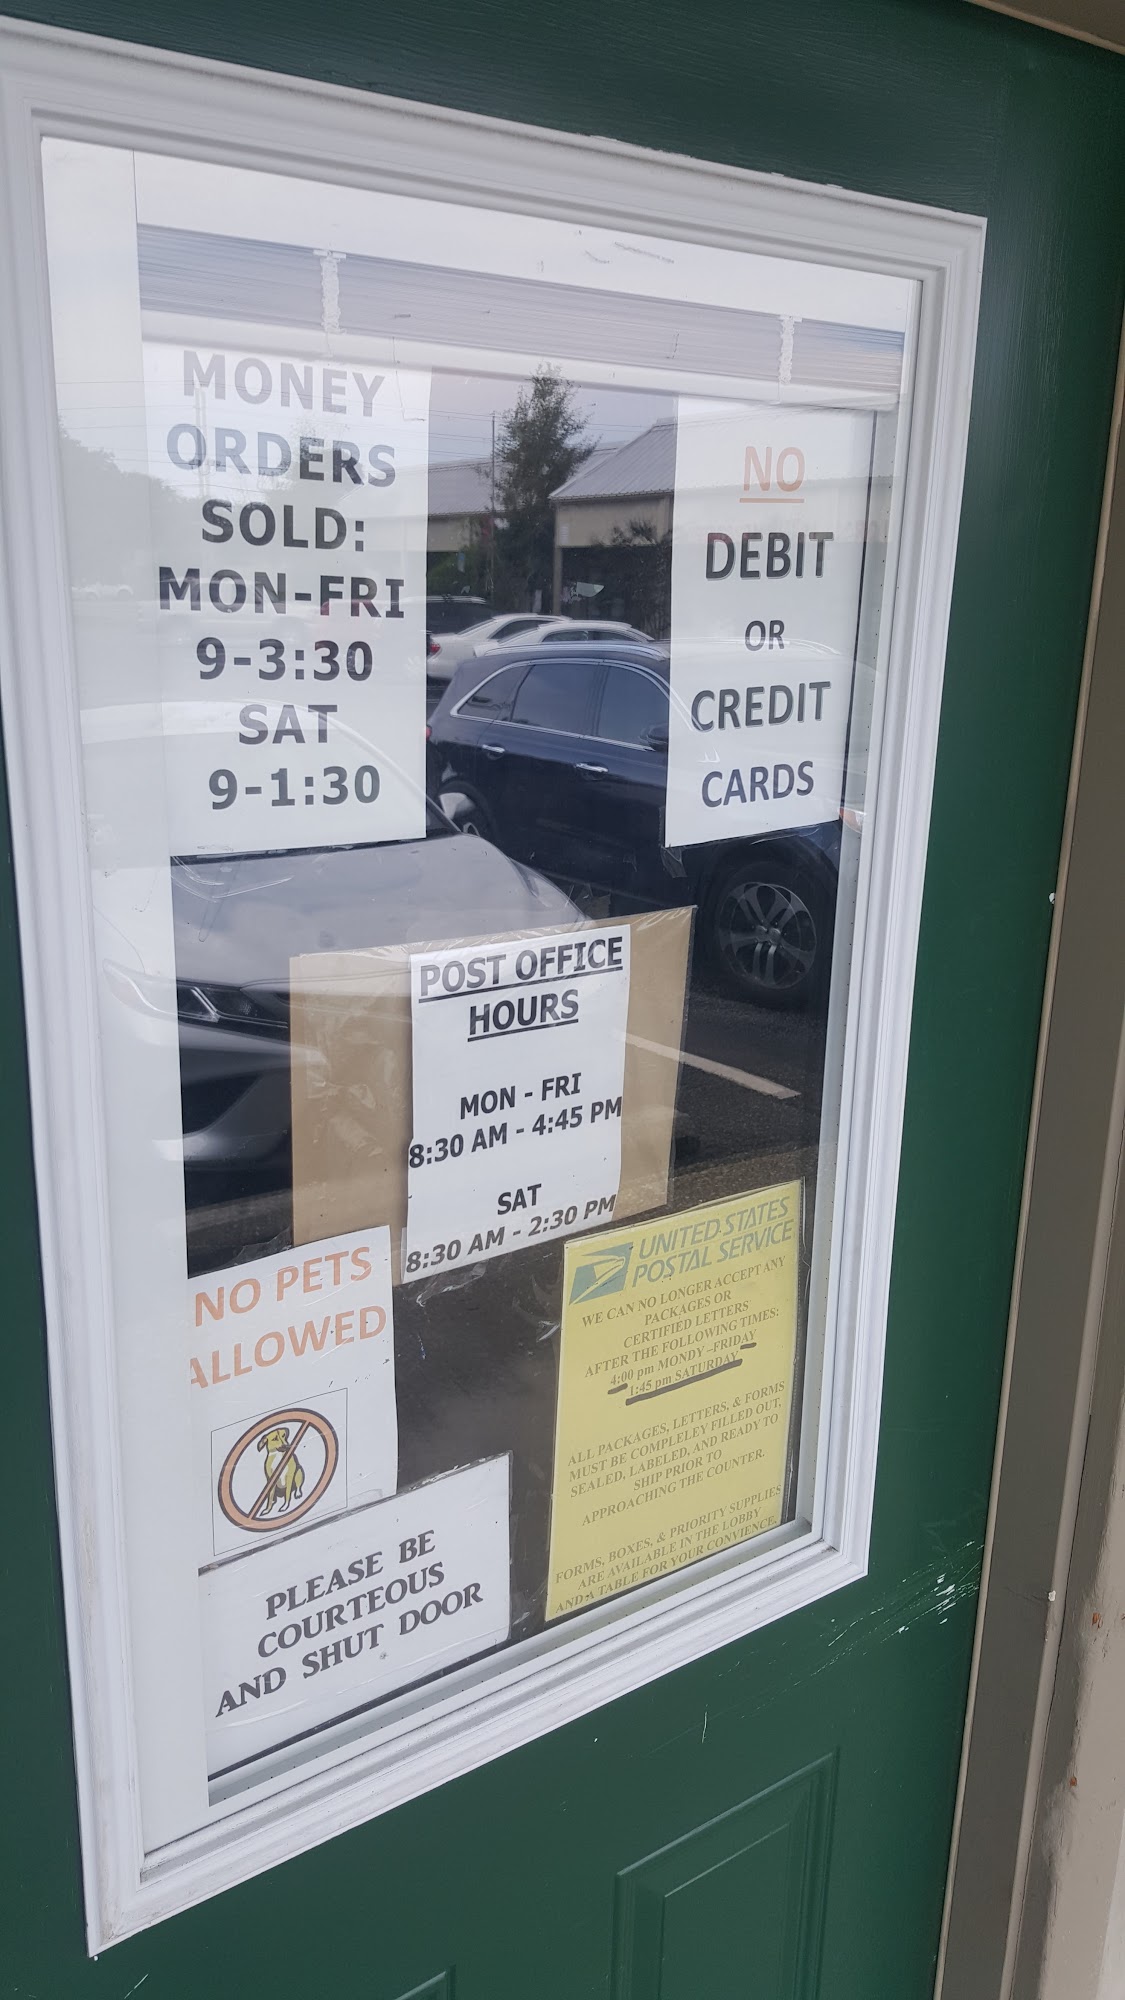 MONEY
ORDERS
SOLD:
MON-FRI
9-3:30
SAT
9-1:30
NO
DEBIT
OR
CREDIT
CARDS
POST OFFICE
HOURS
MON - FRI
8:30 AM - 4:45 PM
SAT
8:30 AM - 2:30 PM
NO PETS
ALLOWED
PLEASE BE
COURTEOUS
AND SHUT DOOR
UNITED STATES
POSTAL SERVICE
WE CAN NO LONGER ACCEPT ANY
PACKAGES OR
CERTIFIED LETTERS
AFTER THE FOLLOWING TIMES:
4:00 pm MONDY -FRIDAY
1:45 pm SATURDAY
ALL PACKAGES, LETTERS, & FORMS
MUST BE COMPLELEY FILLED OUT,
SEALED, LABELED, AND READY TO
SHIP PRIOR TO
APPROACHING THE COUNTER.
FORMS, BOXES, & PRIORITY SUPPLIES
ARE AVAILABLE IN THE LOBBY
AND A TABLE FOR YOUR CONVIENCE.